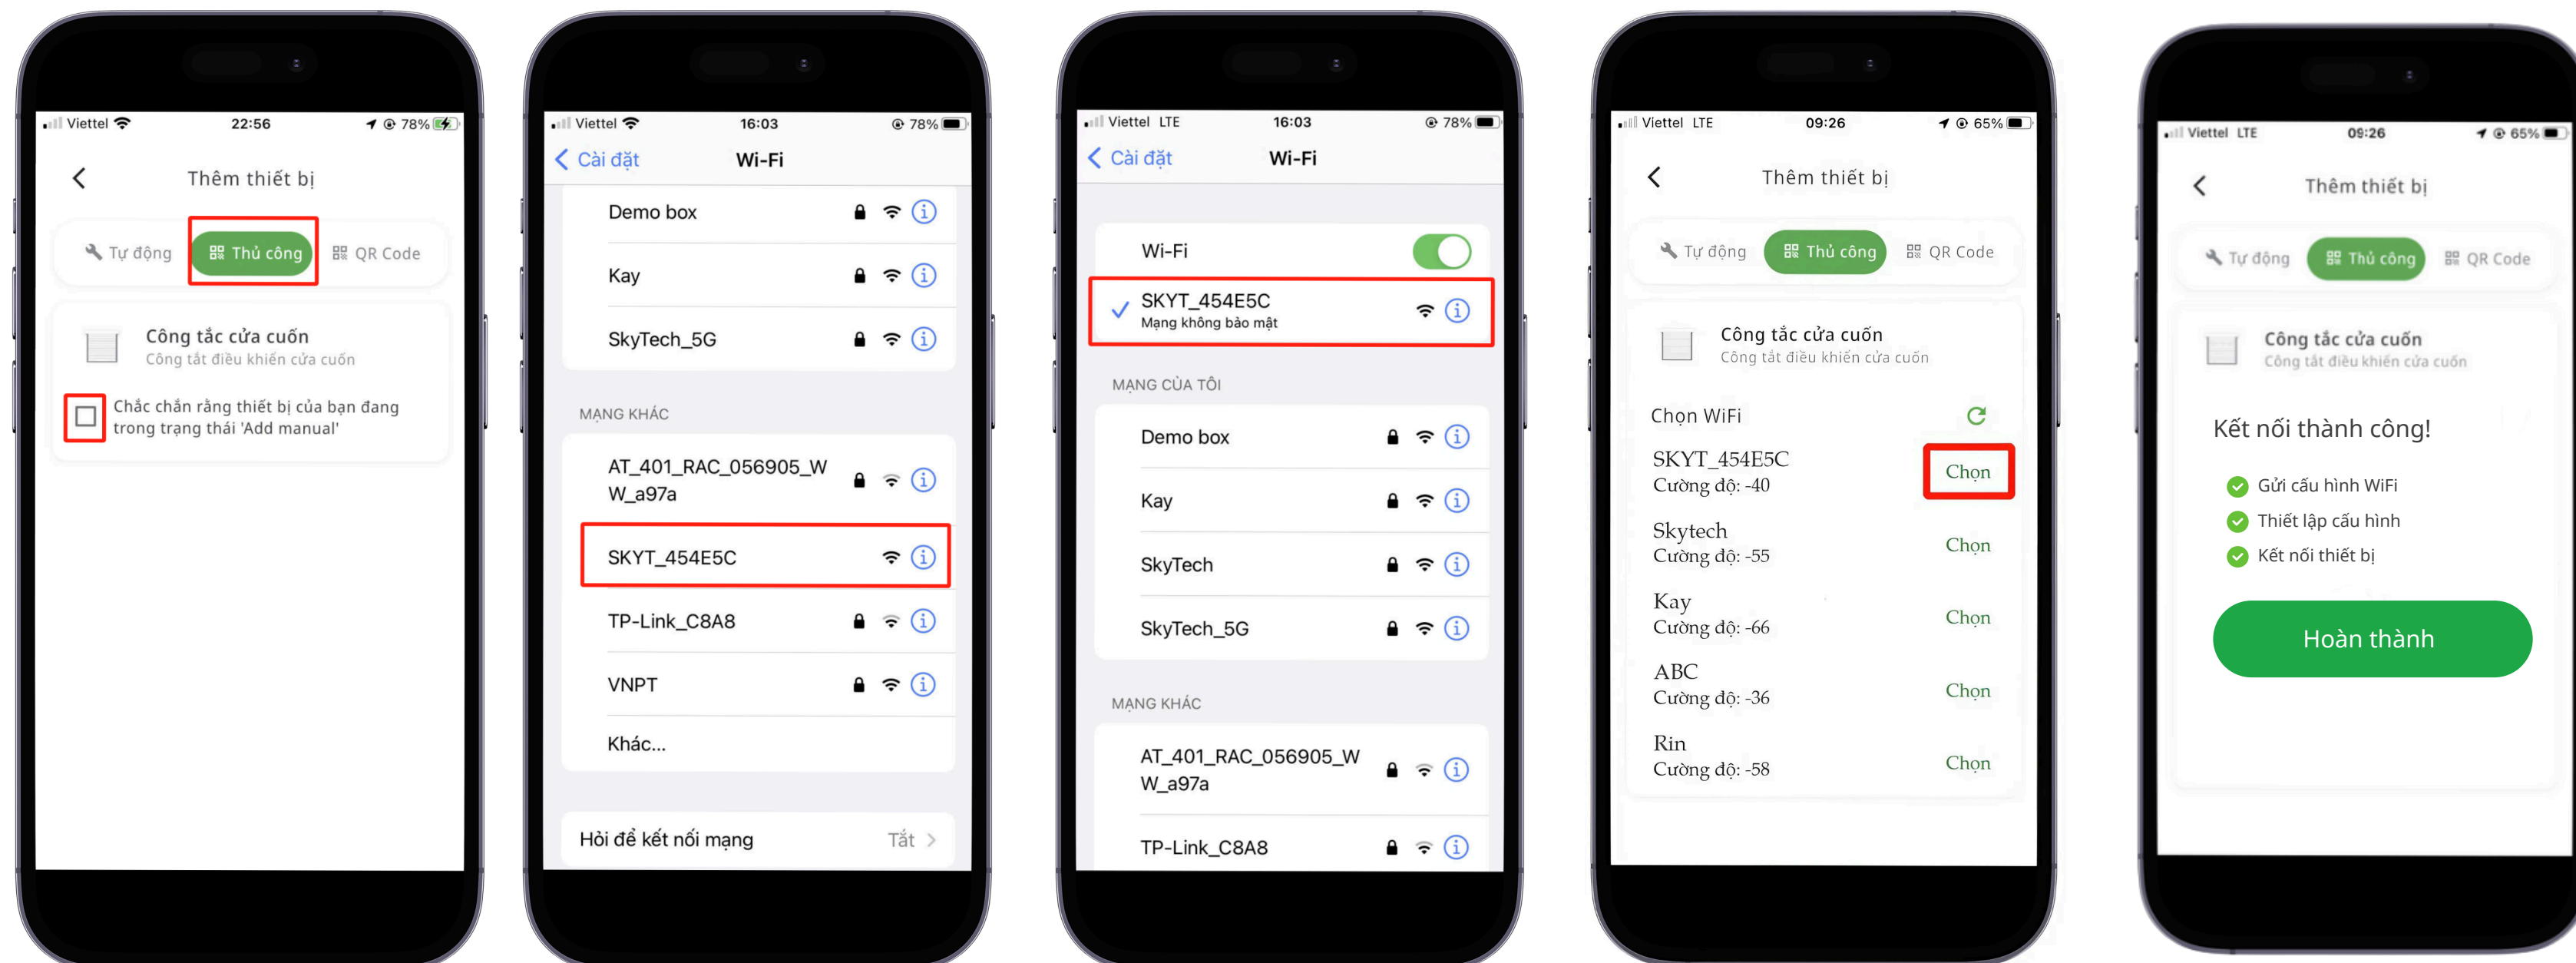 Viettel 22:56 78%
Thêm thiết bị
Tự động Thủ công QR Code
Công tắc cửa cuốn
Công tắt điều khiển cửa cuốn
Chắc chắn rằng thiết bị của bạn đang
trong trạng thái 'Add manual'
Viettel 16:03 78%
Cài đặt Wi-Fi
Demo box
Kay
SkyTech_5G
MẠNG KHÁC
AT_401_RAC_056905_W
W_a97a
SKYT_454E5C
TP-Link_C8A8
VNPT
Khác...
Hỏi để kết nối mạng Tắt
Viettel LTE 16:03 78%
Cài đặt Wi-Fi
Wi-Fi
SKYT_454E5C
Mạng không bảo mật
MẠNG CỦA TÔI
Demo box
Kay
SkyTech
SkyTech_5G
MẠNG KHÁC
AT_401_RAC_056905_W
W_a97a
TP-Link_C8A8
Viettel LTE 09:26 65%
Thêm thiết bị
Tự động Thủ công QR Code
Công tắc cửa cuốn
Công tắt điều khiển cửa cuốn
Chọn WiFi
SKYT_454E5C
Cường độ: -40 Chọn
Skytech
Cường độ: -55 Chọn
Kay
Cường độ: -66 Chọn
ABC
Cường độ: -36 Chọn
Rin
Cường độ: -58 Chọn
Viettel LTE 09:26 65%
Thêm thiết bị
Tự động Thủ công QR Code
Công tắc cửa cuốn
Công tắt điều khiển cửa cuốn
Kết nối thành công!
Gửi cấu hình WiFi
Thiết lập cấu hình
Kết nối thiết bị
Hoàn thành